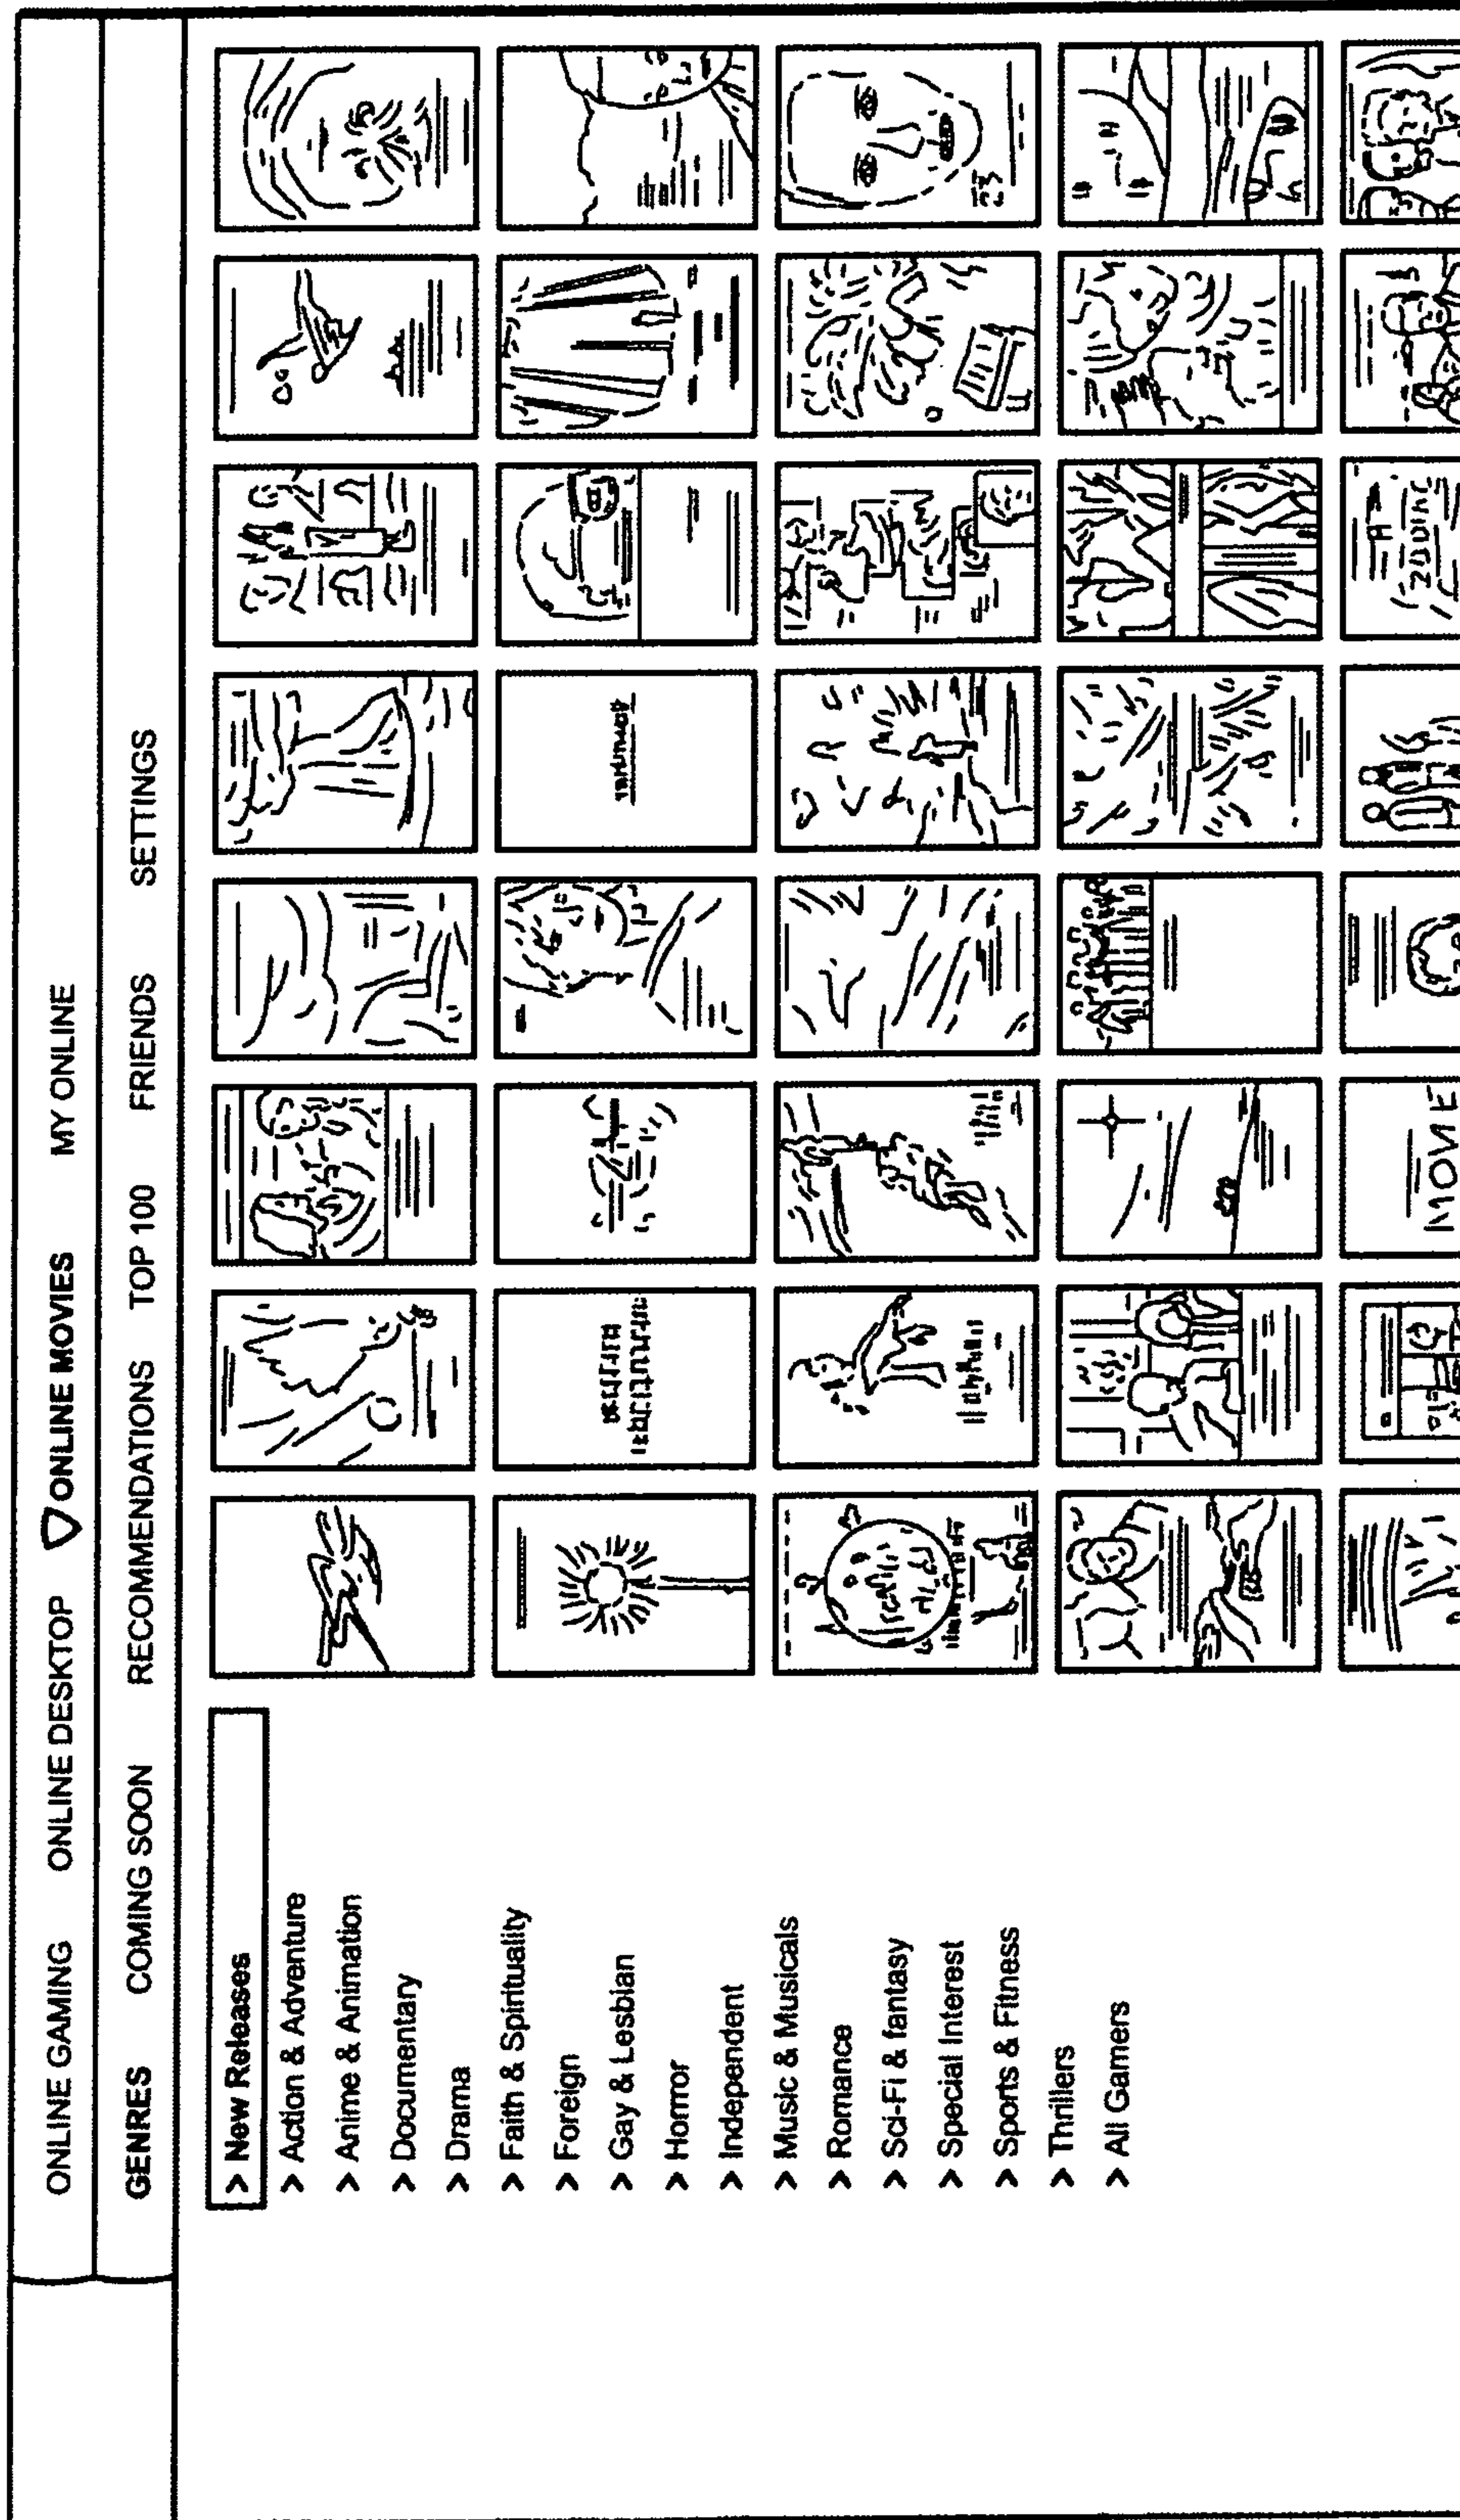 ONLINE GAMING ONLINE DESKTOP ONLINE MOVIES MY ONLINE
GENRES COMING SOON RECOMMENDATIONS TOP 100 FRIENDS SETTINGS
> New Releases
> Action & Adventure
> Anime & Animation
> Documentary
> Drama
> Faith & Spirituality
> Foreign
> Gay & Lesbian
> Horror
> Independent
> Music & Musicals
> Romance
> Sci-Fi & fantasy
> Special Interest
> Sports & Fitness
> Thrillers
> All Gamers
23